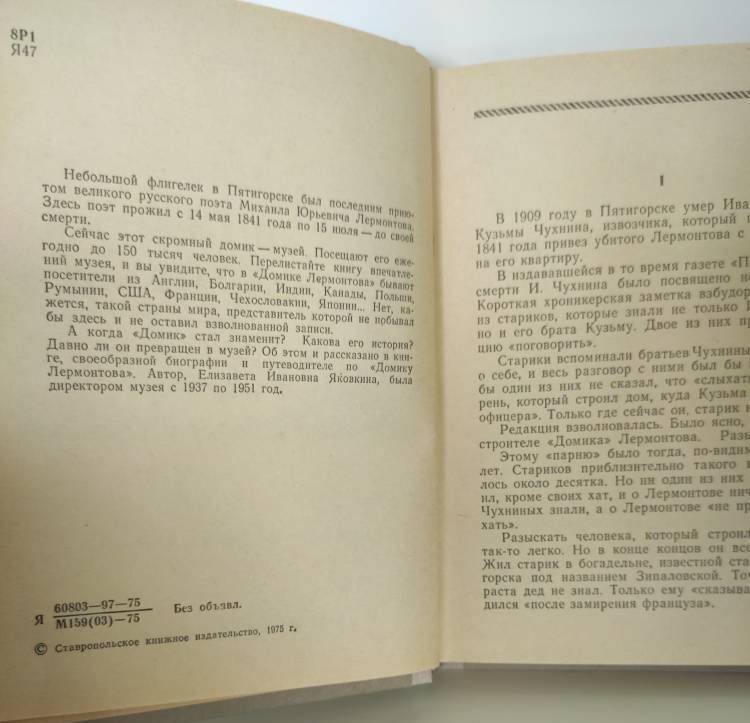 8Р1
Я47
Небольшой флигелек в Пятигорске был последним прию-
том великого русского поэта Михаила Юрьевича Лермонтова.
Здесь поэт прожил с 14 мая 1841 года по 15 июля — до своей
смерти.
Сейчас этот скромный домик — музей. Посещают его еже-
годно до 150 тысяч человек. Перелистайте книгу впечатле-
ний музея, и вы увидите, что в «Домике Лермонтова» бывают
посетители из Англии, Болгарии, Индии, Канады, Польши,
Румынии, США, Франции, Чехословакии, Японии... Нет, ка-
жется, такой страны мира, представитель которой не побывал
бы здесь и не оставил взволнованной записи.
А когда «Домик» стал знаменит? Какова его история?
Давно ли он превращен в музей? Об этом и рассказано в кни-
ге, своеобразной биографии и путеводителе по «Домику
Лермонтова». Автор, Елизавета Ивановна Яковкина, была
директором музея с 1937 по 1951 год.
Я 60803—97—75
М159(03)—75 Без объявл.
© Ставропольское книжное издательство, 1975 г.
I
В 1909 году в Пятигорске умер Ива
Кузьмы Чухнина, извозчика, который
1841 года привез убитого Лермонтова с
на его квартиру.
В издававшейся в то время газете «П
смерти И. Чухнина было посвящено
Короткая хроникерская заметка взбудор
из стариков, которые знали не только
но и его брата Кузьму. Двое из них пр
цию «поговорить».
Старики вспоминали братьев Чухнины
о себе, и весь разговор с ними был бы
бы один из них не сказал, что «слыхат
рень, который строил дом, куда Кузьма
офицера». Только где сейчас он, старик
Редакция взволновалась. Было ясно,
строителе «Домика» Лермонтова. Разы
Этому «парню» было тогда, по-видим
лет. Стариков приблизительно такого
лось около десятка. Но ни один из них
ил, кроме своих хат, и о Лермонтове нич
Чухниных знали, а о Лермонтове «не пр
хать».
Разыскать человека, который строил
так-то легко. Но в конце концов он все
Жил старик в богадельне, известной ста
горска под названием Зипаловской. Точ
раста дед не знал. Только ему «сказыва
дился «после замирения француза».